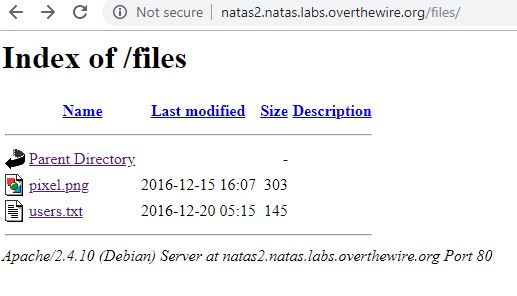 Not secure | natas2.natas.labs.overthewire.org/files/
Index of /files
Name Last modified Size Description
Parent Directory -
pixel.png 2016-12-15 16:07 303
users.txt 2016-12-20 05:15 145
Apache/2.4.10 (Debian) Server at natas2.natas.labs.overthewire.org Port 80